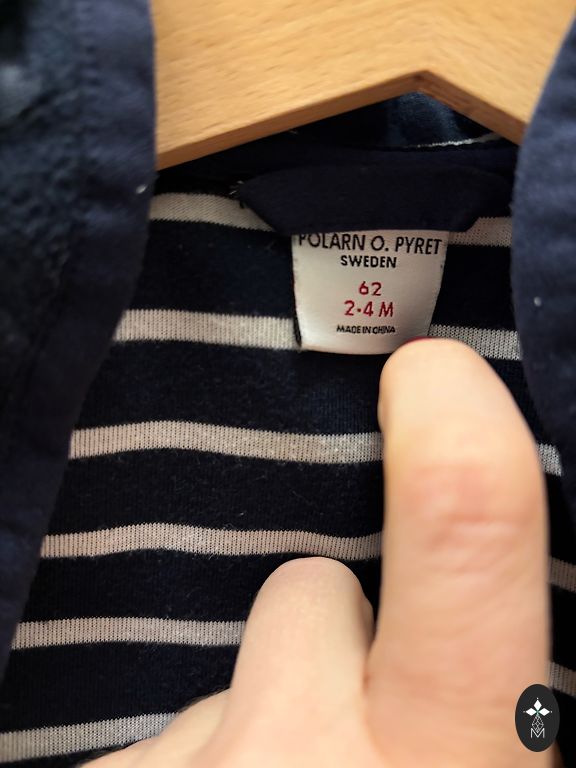 POLARN O. PYRET
SWEDEN
62
2-4 M
MADE IN CHINA
M